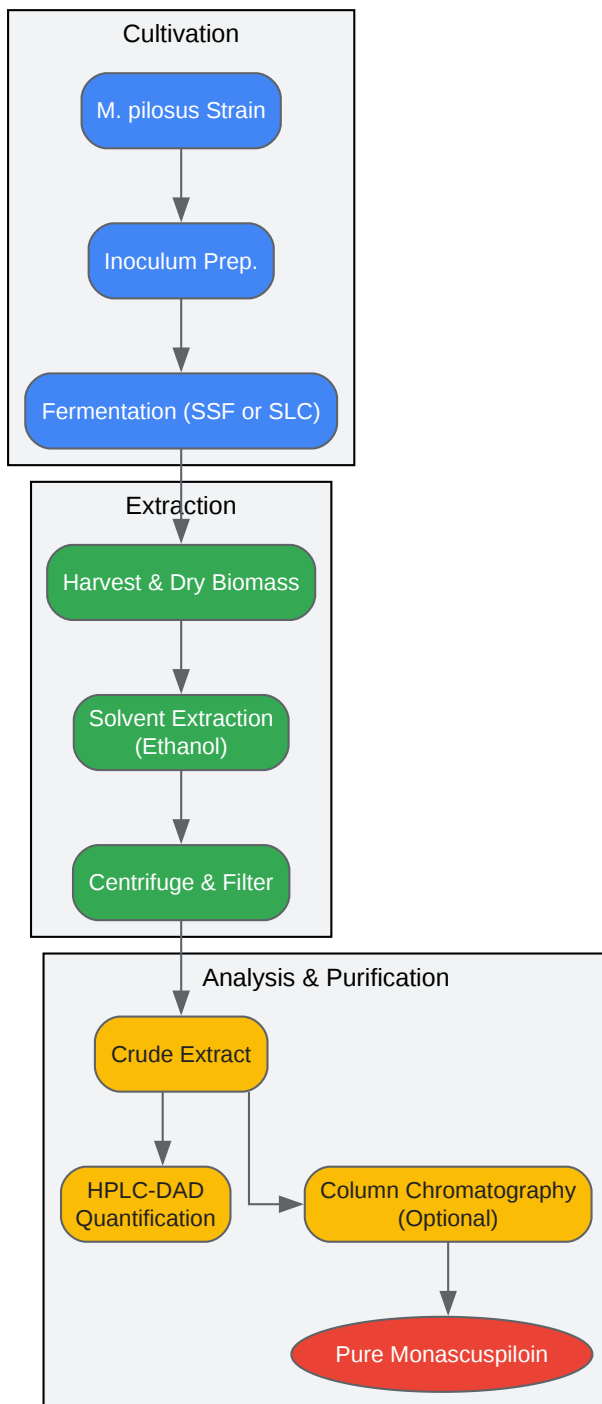 Cultivation
M. pilosus Strain
Inoculum Prep.
Fermentation (SSF or SLC)
Extraction
Harvest & Dry Biomass
Solvent Extraction
(Ethanol)
Centrifuge & Filter
Analysis & Purification
Crude Extract
HPLC-DAD
Quantification
Column Chromatography
(Optional)
Pure Monascuspiloin